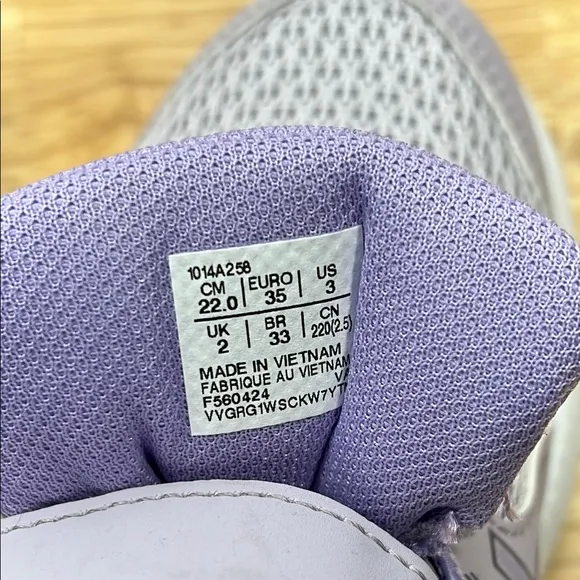 1014A258
CM | EURO | US
22.0 | 35 | 3
UK | BR | CN
2 | 33 | 220(2.5)
MADE IN VIETNAM
FABRIQUE AU VIETNAM
F560424